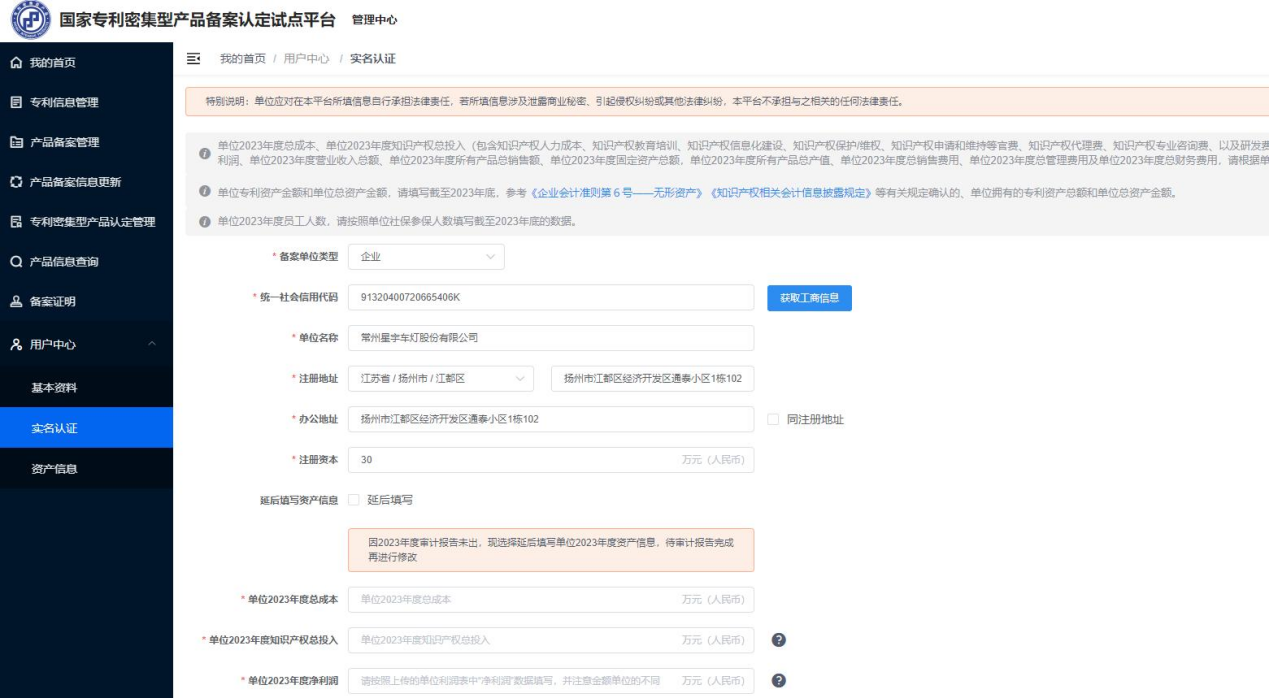 国家专利密集型产品备案认定试点平台 管理中心
我的首页
专利信息管理
产品备案管理
产品备案信息更新
专利密集型产品认定管理
产品信息查询
备案证明
用户中心
基本资料
实名认证
资产信息
我的首页 / 用户中心 / 实名认证
特别说明：单位应对在本平台所填信息自行承担法律责任，若所填信息涉及泄露商业秘密、引起侵权纠纷或其他法律纠纷，本平台不承担与之相关的任何法律责任。
单位2023年度总成本、单位2023年度知识产权总投入（包含知识产权人力成本、知识产权教育培训、知识产权信息化建设、知识产权保护/维权、知识产权申请和维持等官费、知识产权代理费、知识产权专业咨询费、以及研发费
利润、单位2023年度营业收入总额、单位2023年度所有产品总销售额、单位2023年度固定资产总额，单位2023年度所有产品总产值、单位2023年度总销售费用、单位2023年度总管理费用及单位2023年度总财务费用，请根据单
单位专利资产金额和单位总资产金额，请填写截至2023年底，参考《企业会计准则第6号——无形资产》《知识产权相关会计信息披露规定》等有关规定确认的、单位拥有的专利资产总额和单位总资产金额。
单位2023年度员工人数，请按照单位社保参保人数填写截至2023年底的数据。
* 备案单位类型 企业
* 统一社会信用代码 91320400720665406K 获取工商信息
* 单位名称 常州星宇车灯股份有限公司
* 注册地址 江苏省 / 扬州市 / 江都区 扬州市江都区经济开发区通泰小区1栋102
* 办公地址 扬州市江都区经济开发区通泰小区1栋102 同注册地址
* 注册资本 30 万元（人民币）
延后填写资产信息 延后填写
因2023年度审计报告未出，现选择延后填写单位2023年度资产信息，待审计报告完成
再进行修改
* 单位2023年度总成本 单位2023年度总成本 万元（人民币）
* 单位2023年度知识产权总投入 单位2023年度知识产权总投入 万元（人民币）
* 单位2023年度净利润 请按照上传的单位利润表中“净利润”数据填写，并注意金额单位的不同 万元（人民币）